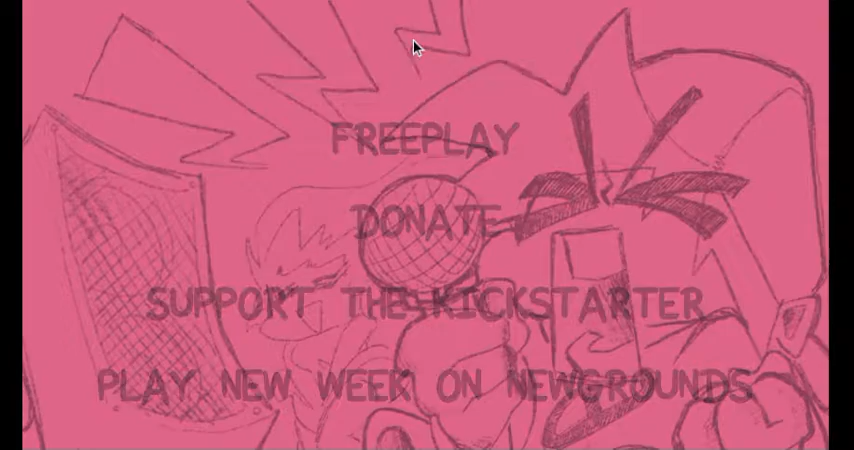 FREEPLAY
DONATE
SUPPORT THE KICKSTARTER
PLAY NEW WEEK ON NEWGROUNDS